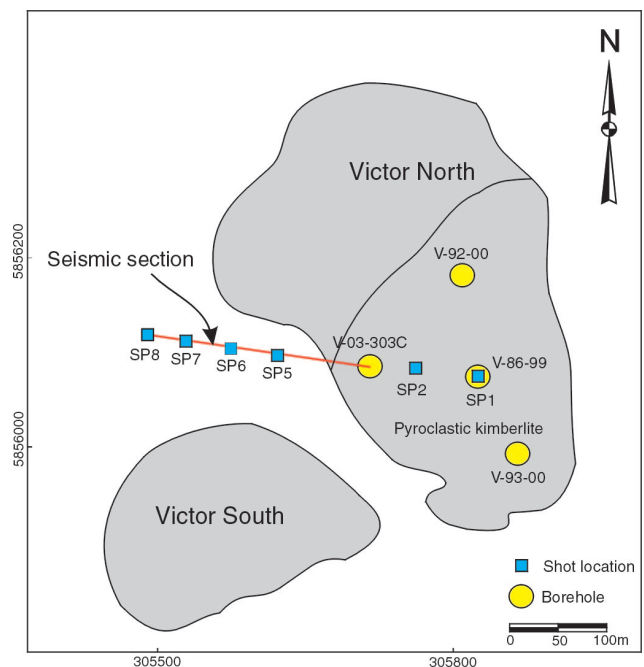 N
Victor North
5856200
Seismic section
V-92-00
V-03-303C
SP8
SP7
SP6
SP5
SP2
V-86-99
SP1
Pyroclastic kimberlite
5856000
V-93-00
Victor South
Shot location
Borehole
0 50 100m
305500 305800